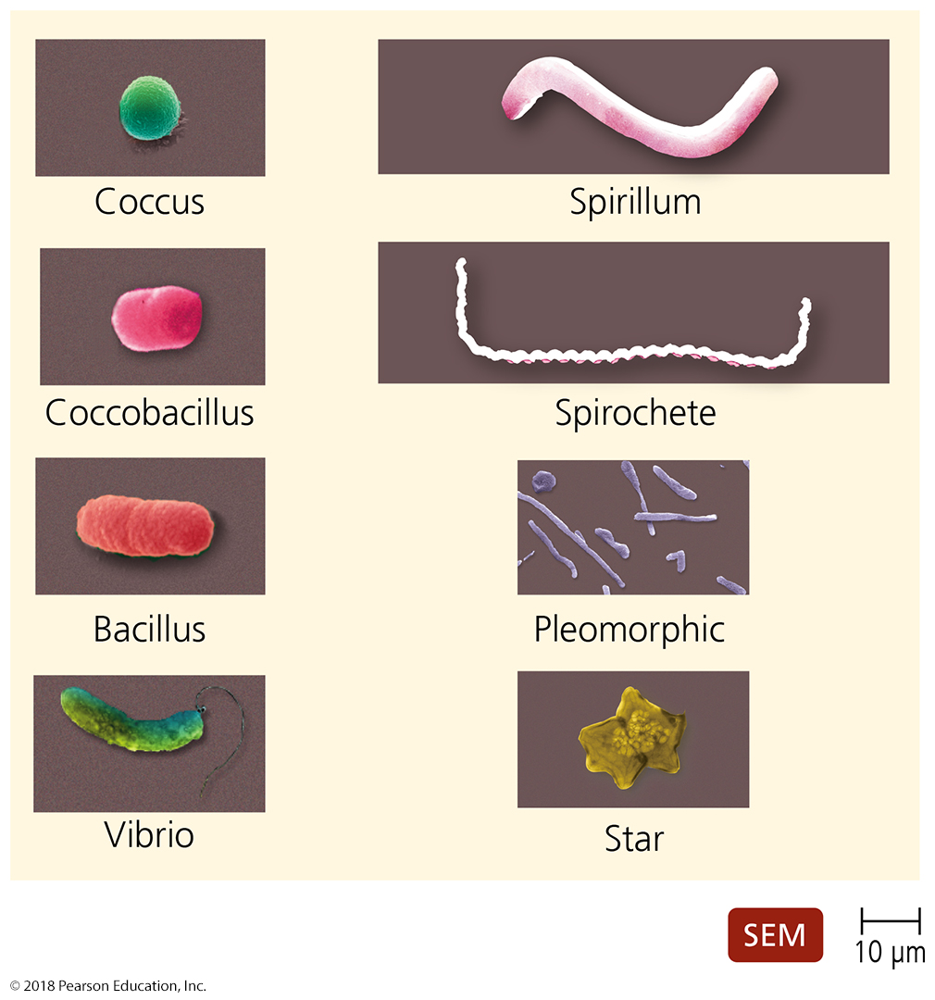 Coccus
Spirillum
Coccobacillus
Spirochete
Bacillus
Pleomorphic
Vibrio
Star
SEM
10 μm
© 2018 Pearson Education, Inc.